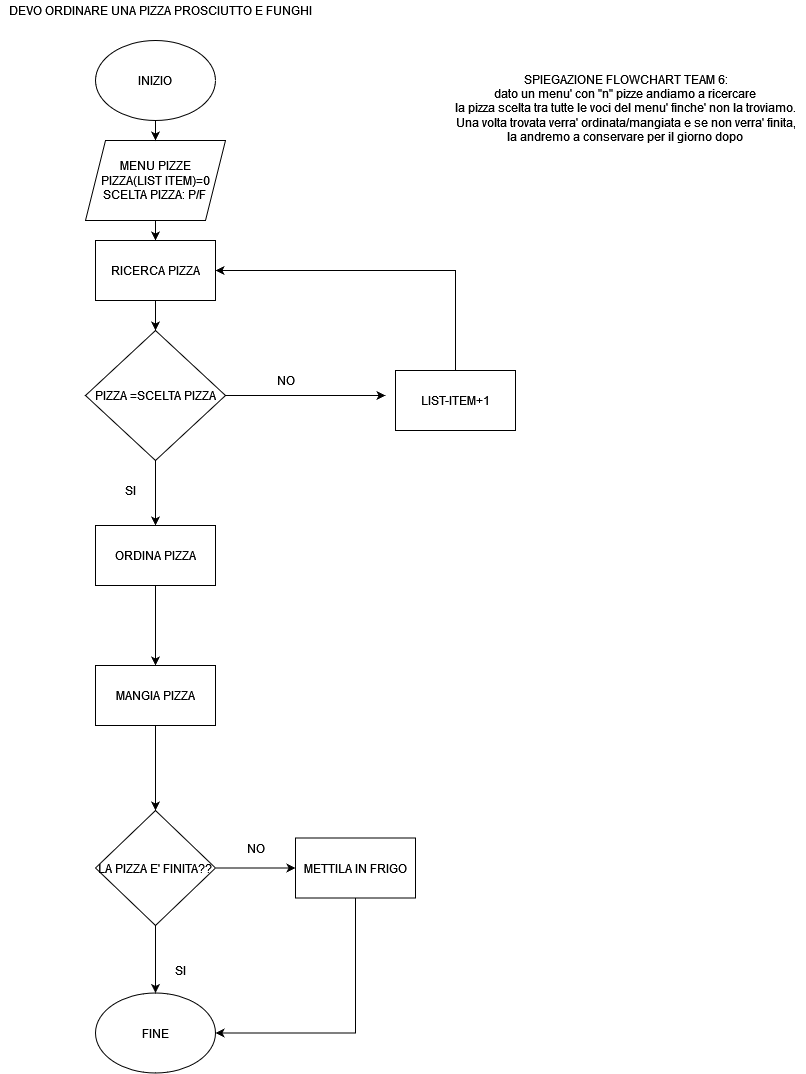 DEVO ORDINARE UNA PIZZA PROSCIUTTO E FUNGHI
INIZIO
SPIEGAZIONE FLOWCHART TEAM 6:
dato un menu' con "n" pizze andiamo a ricercare
la pizza scelta tra tutte le voci del menu' finche' non la troviamo.
Una volta trovata verra' ordinata/mangiata e se non verra' finita,
la andremo a conservare per il giorno dopo
MENU PIZZE
PIZZA(LIST ITEM)=0
SCELTA PIZZA: P/F
RICERCA PIZZA
PIZZA =SCELTA PIZZA
NO
LIST-ITEM+1
SI
ORDINA PIZZA
MANGIA PIZZA
LA PIZZA E' FINITA??
NO
METTILA IN FRIGO
SI
FINE